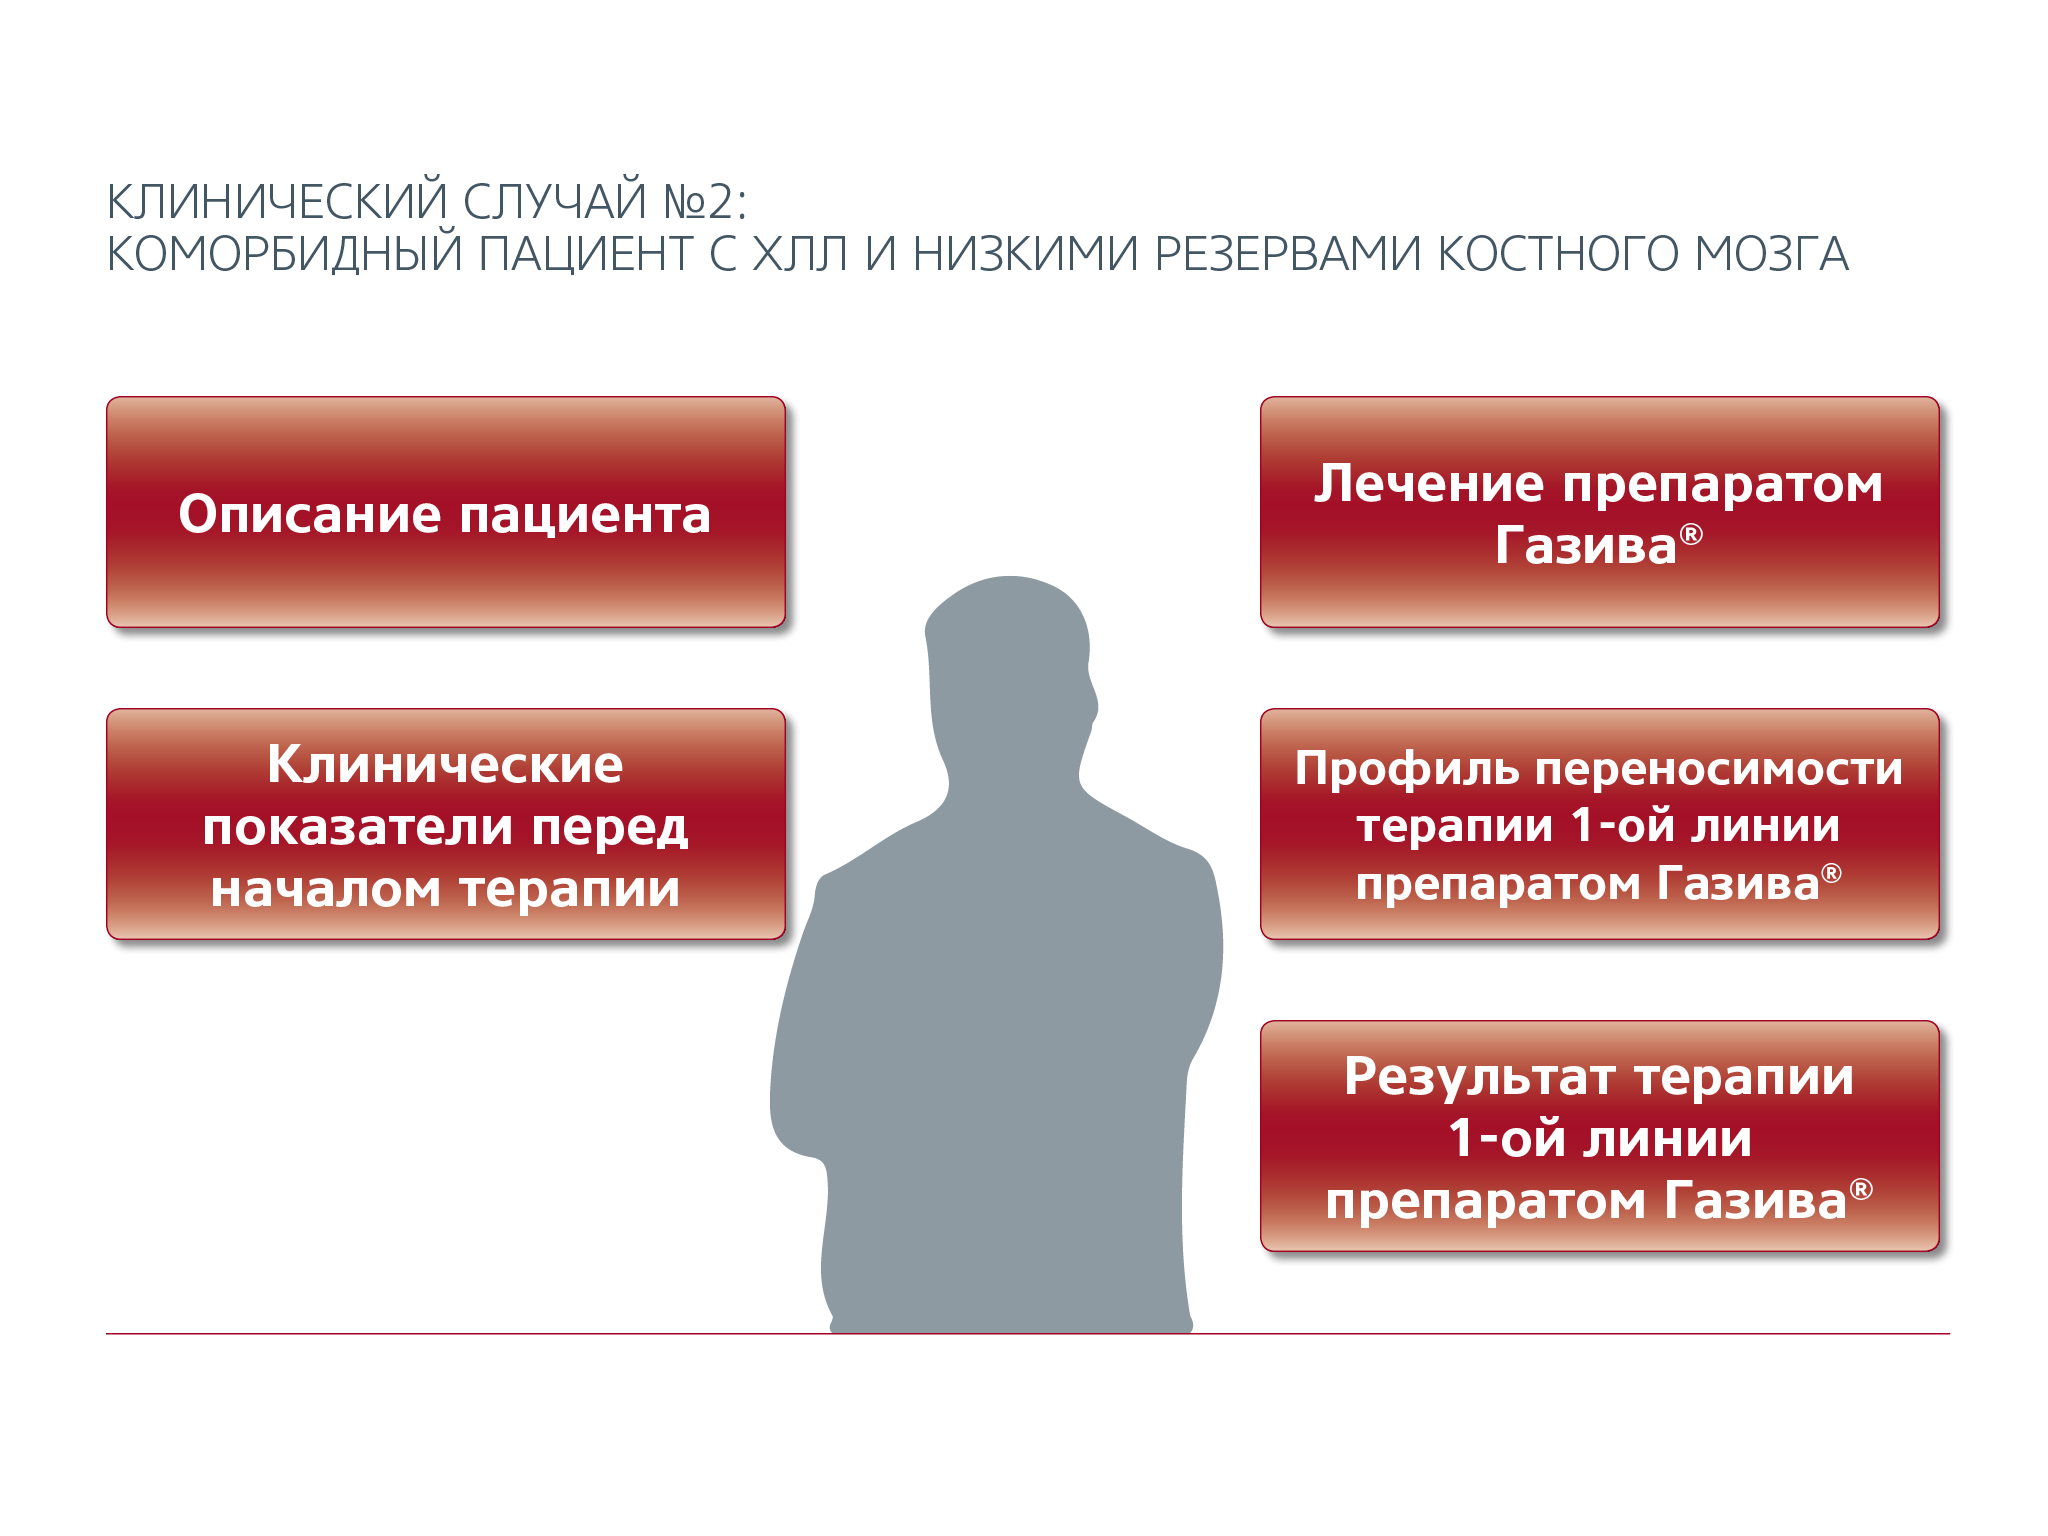 КЛИНИЧЕСКИЙ СЛУЧАЙ №2:
КОМОРБИДНЫЙ ПАЦИЕНТ С ХЛЛ И НИЗКИМИ РЕЗЕРВАМИ КОСТНОГО МОЗГА
Описание пациента
Клинические
показатели перед
началом терапии
Лечение препаратом
Газива®
Профиль переносимости
терапии 1-ой линии
препаратом Газива®
Результат терапии
1-ой линии
препаратом Газива®